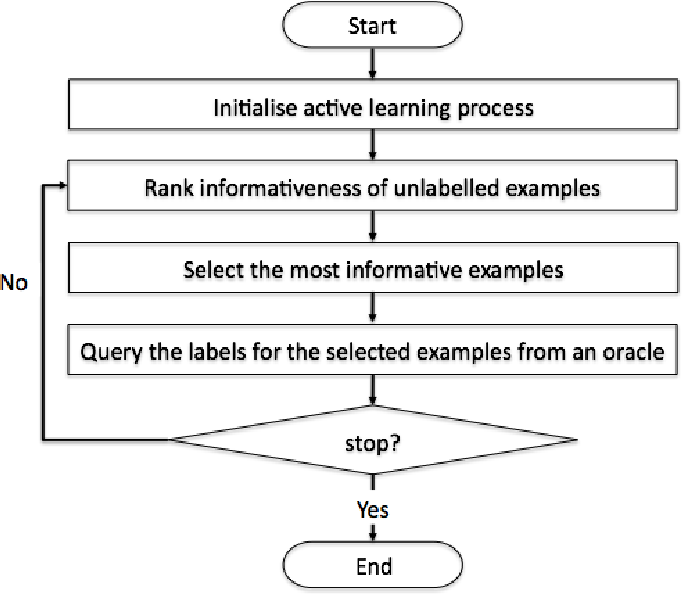 Start
Initialise active learning process
Rank informativeness of unlabelled examples
Select the most informative examples
No
Query the labels for the selected examples from an oracle
stop?
Yes
End